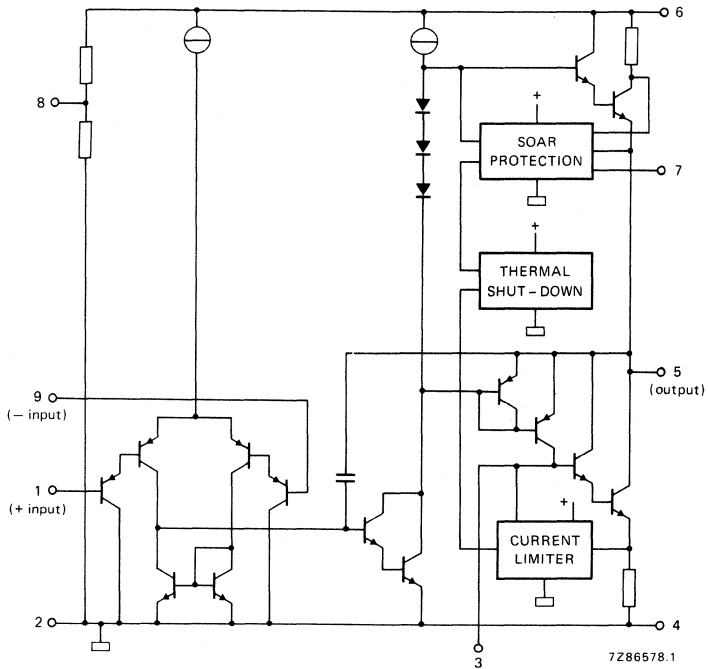 6
8
+
SOAR
PROTECTION
7
+
THERMAL
SHUT-DOWN
5
(output)
9
(- input)
1
(+ input)
+
CURRENT
LIMITER
2
4
3
7Z86578.1